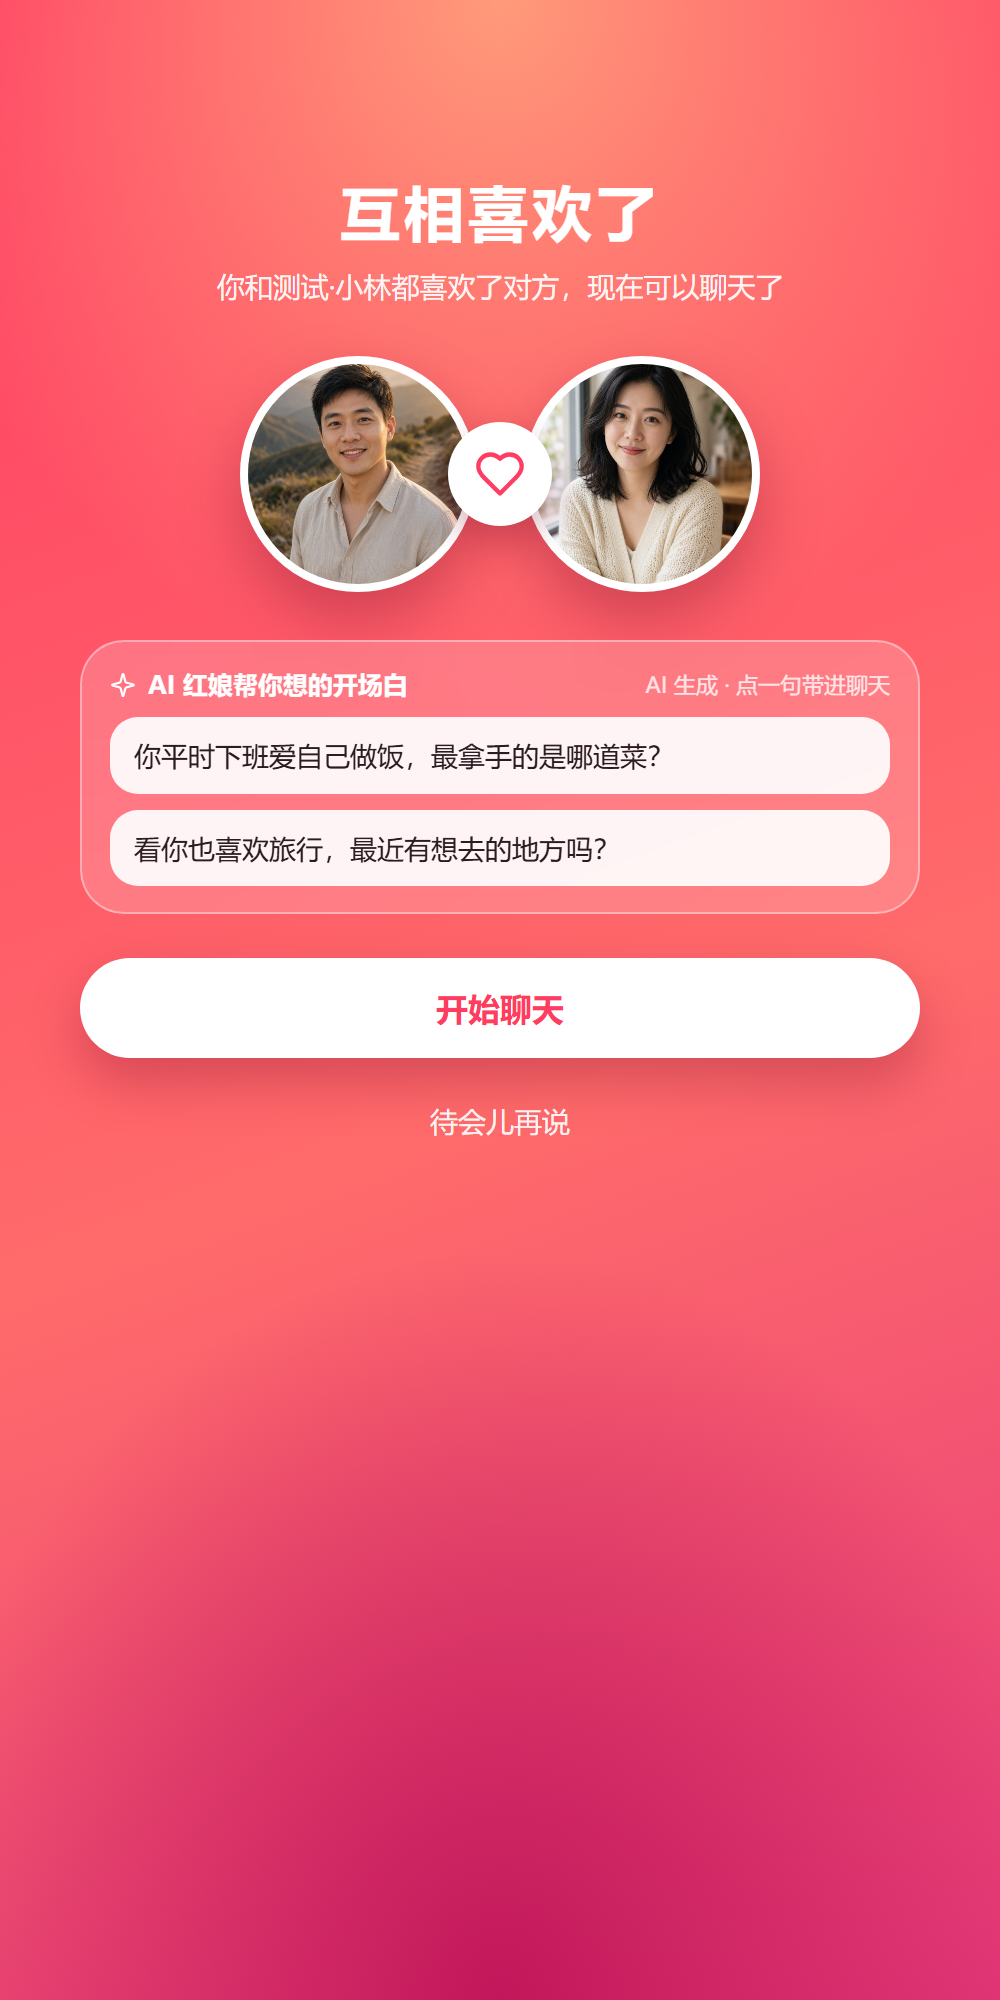 互相喜欢了
你和测试·小林都喜欢了对方，现在可以聊天了
AI 红娘帮你想的开场白
AI 生成 · 点一句带进聊天
你平时下班爱自己做饭，最拿手的是哪道菜？
看你也喜欢旅行，最近有想去的地方吗？
开始聊天
待会儿再说